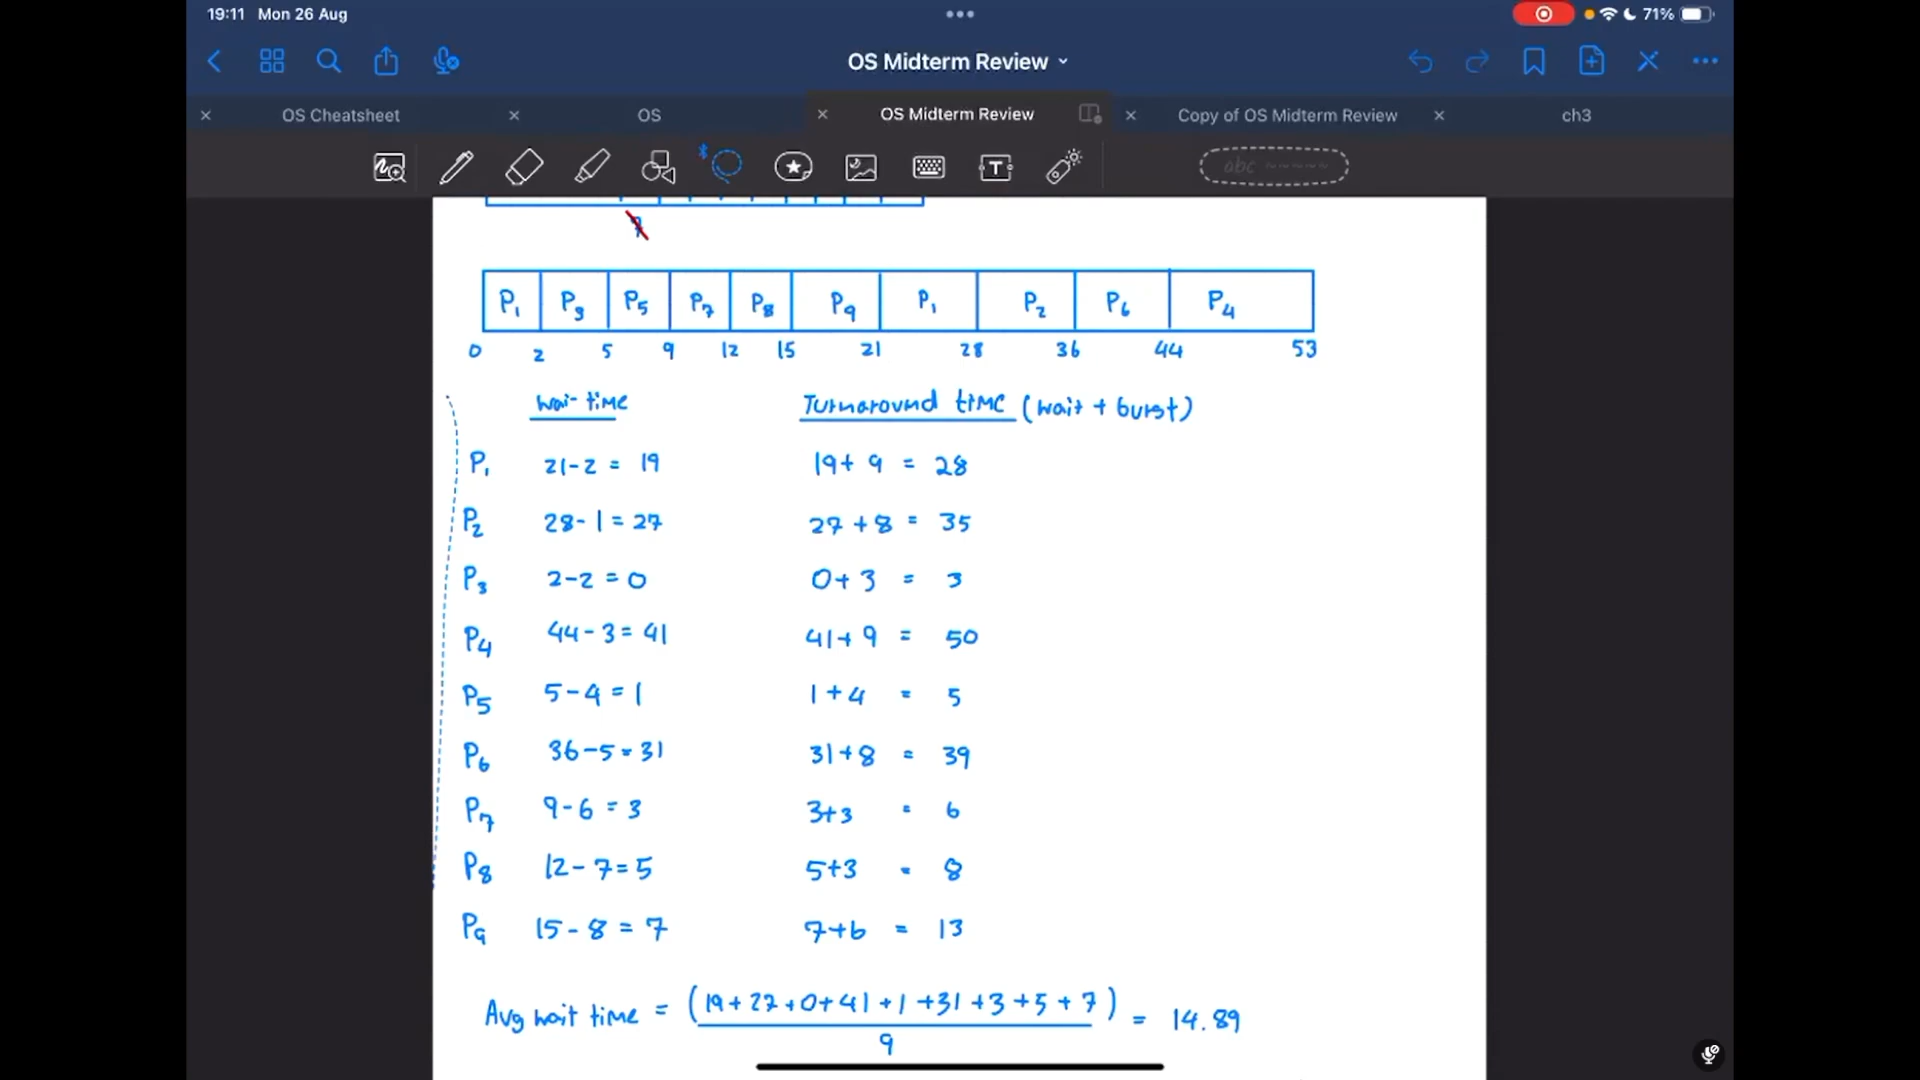 19:11 Mon 26 Aug
71%
OS Midterm Review
OS Cheatsheet
OS
OS Midterm Review
Copy of OS Midterm Review
ch3
T
abc
P1 P3 P5 P7 P8 P9 P1 P2 P6 P4
0 2 5 9 12 15 21 28 36 44 53
wait time Turnaround time (wait + burst)
P1 21-2 = 19 19+ 9 = 28
P2 28-1 = 27 27 +8 = 35
P3 2-2 = 0 0+ 3 = 3
P4 44-3 = 41 41+ 9 = 50
P5 5-4 = 1 1+4 = 5
P6 36-5 = 31 31+8 = 39
P7 9-6 = 3 3+3 = 6
P8 12-7 = 5 5+3 = 8
P9 15-8 = 7 7+6 = 13
Avg wait time = (19+27+0+41+1+31+3+5+7) = 14.89
9